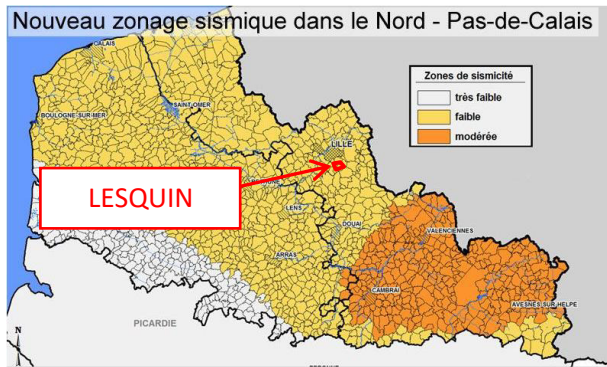 Nouveau zonage sismique dans le Nord - Pas-de-Calais
Zones de sismicité
très faible
faible
modérée
CALAIS
SAINT OMER
BOULOGNE-SUR-MER
LILLE
LESQUIN
LENS
DOUAI
VALENCIENNES
ARRAS
CAMBRAI
AVESNES-SUR-HELPE
PICARDIE
N